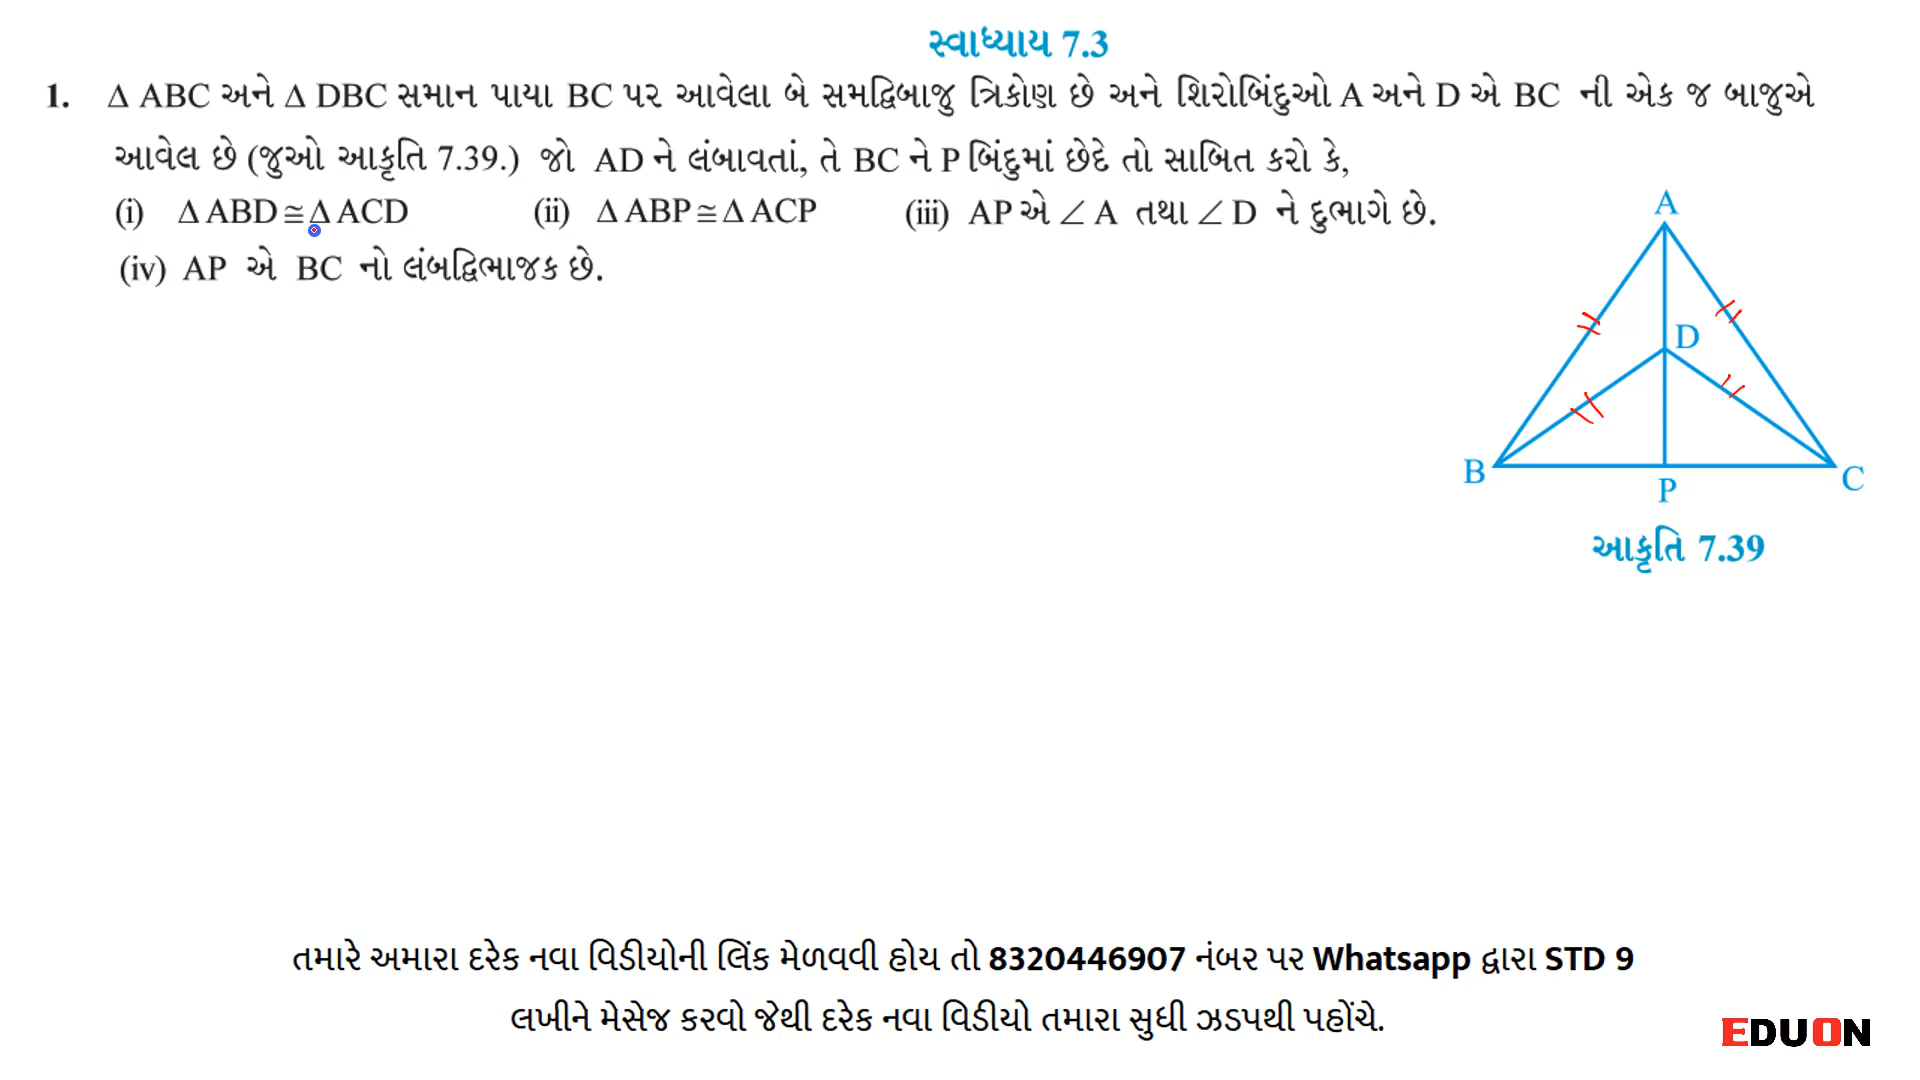 સ્વાધ્યાય 7.3
1. Δ ABC અને Δ DBC સમાન પાયા BC પર આવેલા બે સમદ્વિબાજુ ત્રિકોણ છે અને શિરોબિંદુઓ A અને D એ BC ની એક જ બાજુએ
આવેલ છે (જુઓ આકૃતિ 7.39.) જો AD ને લંબાવતાં, તે BC ને P બિંદુમાં છેદે તો સાબિત કરો કે,
(i) Δ ABD ≅ Δ ACD (ii) Δ ABP ≅ Δ ACP (iii) AP એ ∠ A તથા ∠ D ને દુભાગે છે.
(iv) AP એ BC નો લંબદ્વિભાજક છે.
A
D
B
C
P
આકૃતિ 7.39
તમારે અમારા દરેક નવા વિડીયોની લિંક મેળવવી હોય તો 8320446907 નંબર પર Whatsapp દ્વારા STD 9
લખીને મેસેજ કરવો જેથી દરેક નવા વિડીયો તમારા સુધી ઝડપથી પહોંચે.
EDUON